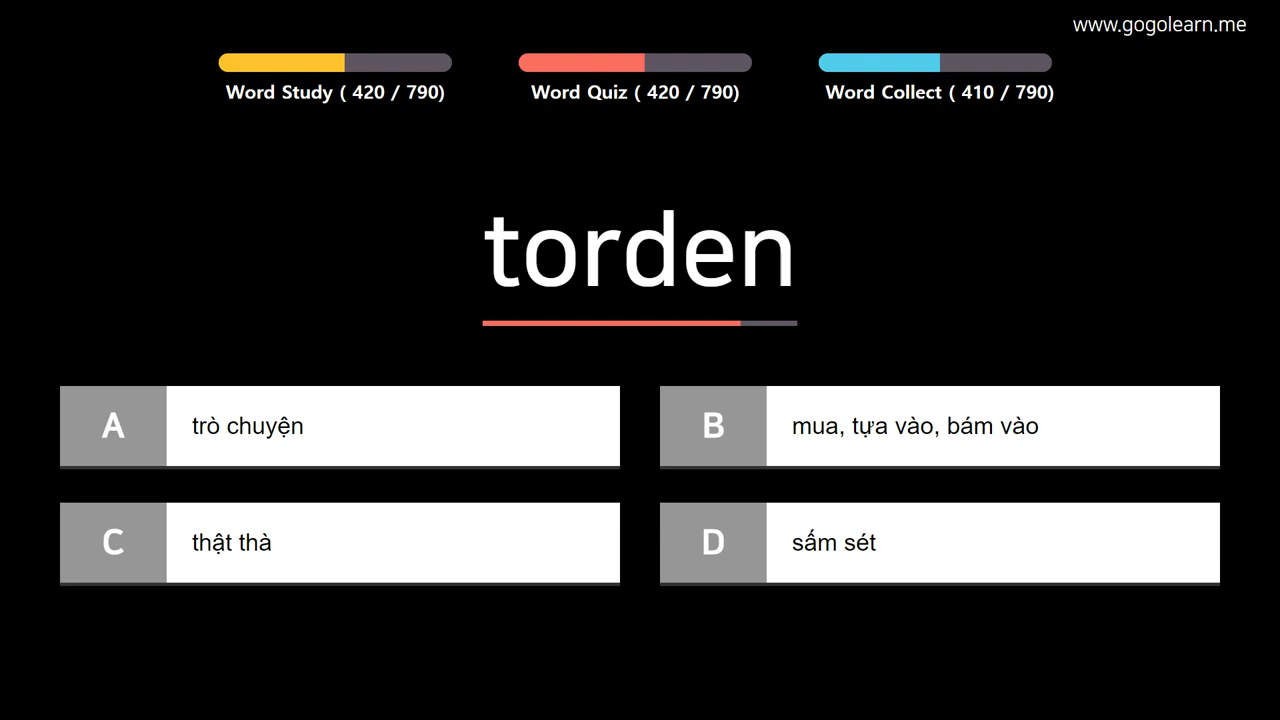 www.gogolearn.me
Word Study ( 420 / 790)
Word Quiz ( 420 / 790)
Word Collect ( 410 / 790)
torden
A trò chuyện
B mua, tựa vào, bám vào
C thật thà
D sấm sét